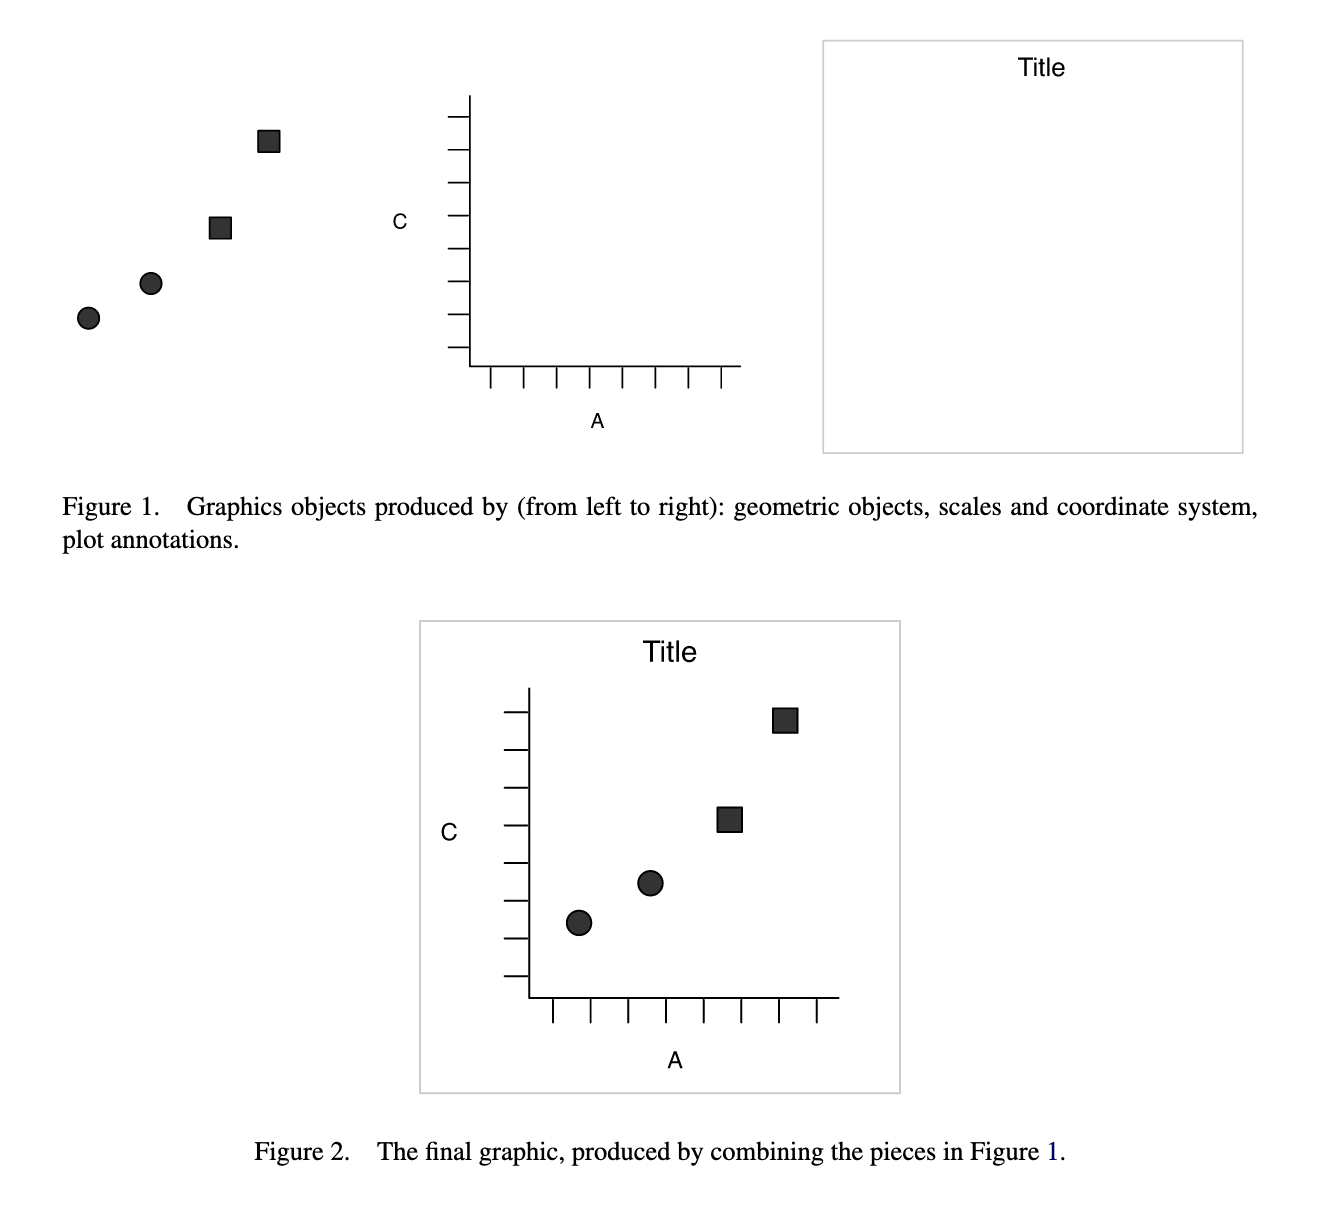 Title
C
A
Figure 1. Graphics objects produced by (from left to right): geometric objects, scales and coordinate system,
plot annotations.
Title
C
A
Figure 2. The final graphic, produced by combining the pieces in Figure 1.